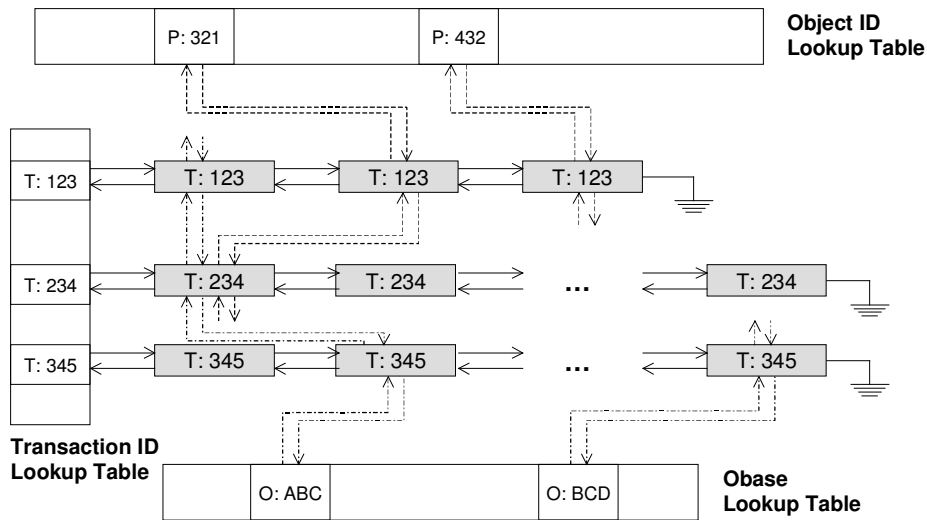 P: 321
P: 432
Object ID
Lookup Table
T: 123
T: 123
T: 123
T: 123
T: 234
T: 234
T: 234
...
T: 234
T: 345
T: 345
T: 345
...
T: 345
Transaction ID
Lookup Table
O: ABC
O: BCD
Obase
Lookup Table